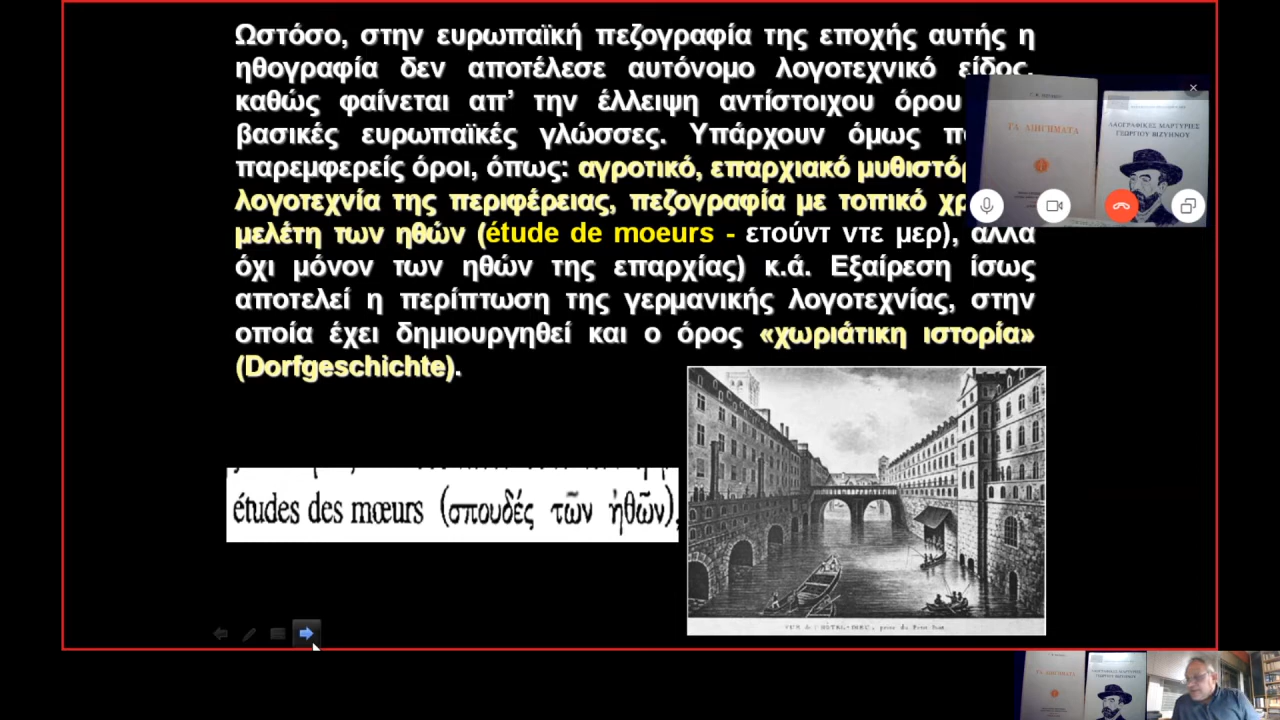 Ωστόσο, στην ευρωπαϊκή πεζογραφία της εποχής αυτής η
ηθογραφία δεν αποτέλεσε αυτόνομο λογοτεχνικό είδος,
καθώς φαίνεται απ’ την έλλειψη αντίστοιχου όρου
βασικές ευρωπαϊκές γλώσσες. Υπάρχουν όμως
παρεμφερείς όροι, όπως: αγροτικό, επαρχιακό
λογοτεχνία της περιφέρειας, πεζογραφία με τοπικό
μελέτη των ηθών (étude de moeurs - ετούντ ντε μερ), αλλά
όχι μόνον των ηθών της επαρχίας) κ.ά. Εξαίρεση ίσως
αποτελεί η περίπτωση της γερμανικής λογοτεχνίας, στην
οποία έχει δημιουργηθεί και ο όρος «χωριάτικη ιστορία»
(Dorfgeschichte).
ΤΑ ΔΙΗΓΗΜΑΤΑ
ΛΑΟΓΡΑΦΙΚΕΣ ΜΑΡΤΥΡΙΕΣ
ΓΕΩΡΓΙΟΥ ΒΙΖΥΗΝΟΥ
études des mœurs (σπουδές τῶν ἠθῶν),